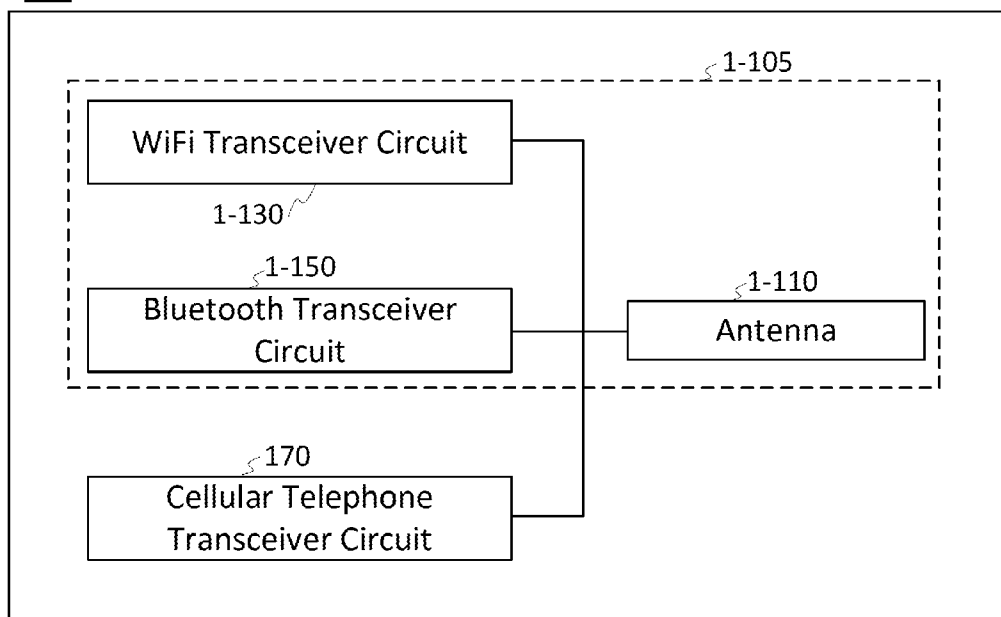 1-105
WiFi Transceiver Circuit
1-130
1-150
Bluetooth Transceiver
Circuit
1-110
Antenna
170
Cellular Telephone
Transceiver Circuit